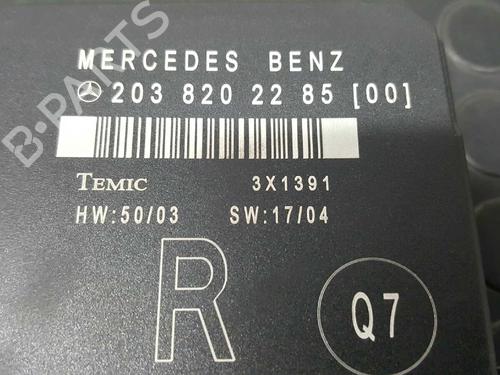 MERCEDES BENZ
203 820 22 85 [00]
TEMIC 3X1391
HW:50/03 SW:17/04
R
Q7
B-PARTS